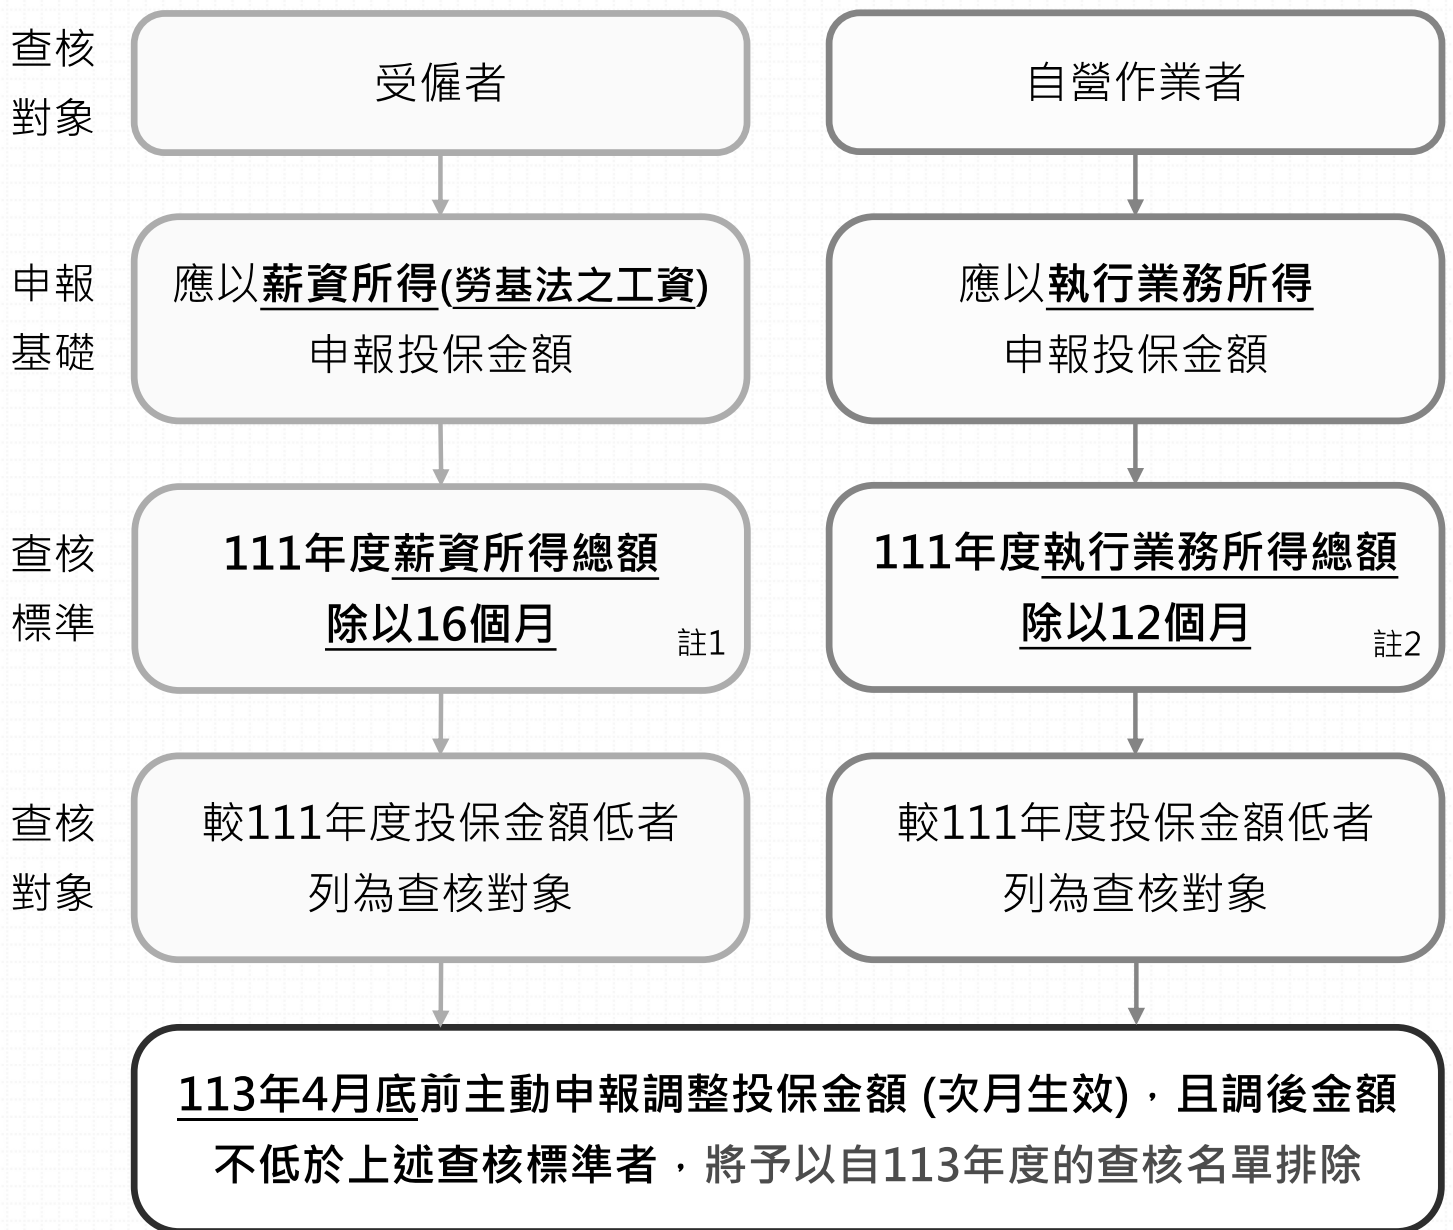 查核
對象
受僱者
自營作業者
申報
基礎
應以薪資所得(勞基法之工資)
申報投保金額
應以執行業務所得
申報投保金額
查核
標準
111年度薪資所得總額
除以16個月
註1
111年度執行業務所得總額
除以12個月
註2
查核
對象
較111年度投保金額低者
列為查核對象
較111年度投保金額低者
列為查核對象
113年4月底前主動申報調整投保金額 (次月生效)，且調後金額
不低於上述查核標準者，將予以自113年度的查核名單排除